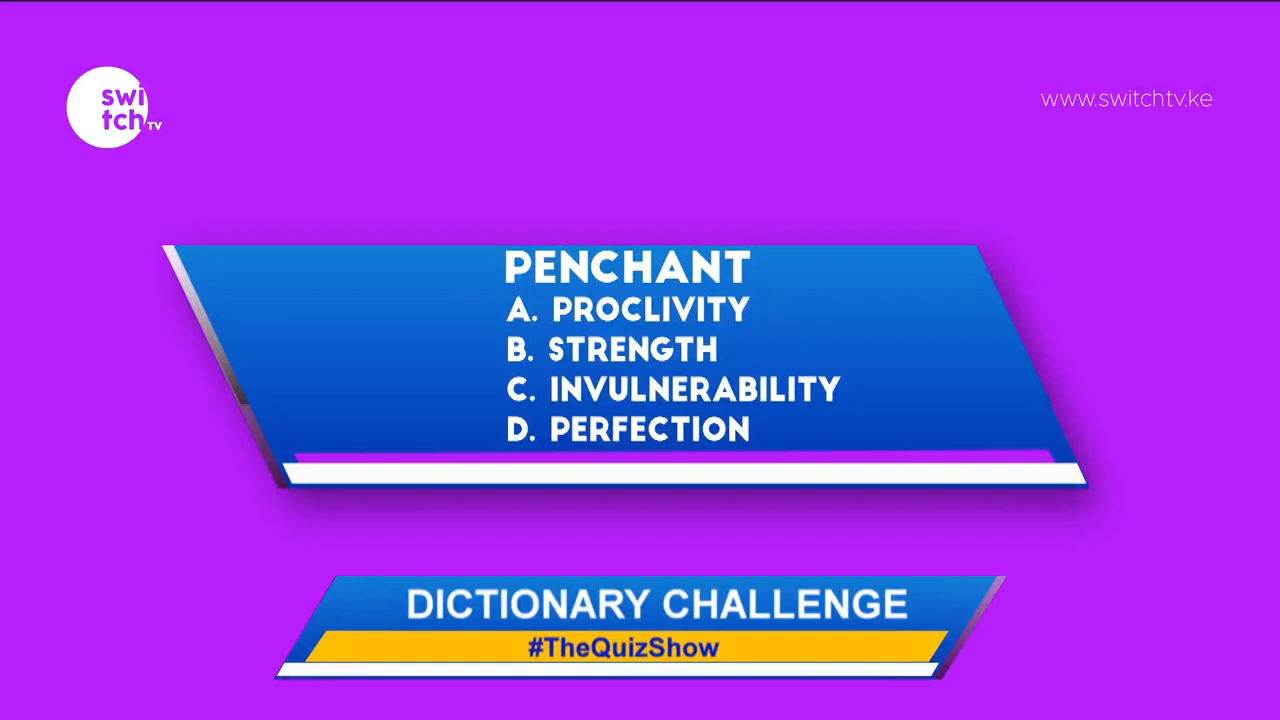 swi
tch TV
www.switchtv.ke
PENCHANT
A. PROCLIVITY
B. STRENGTH
C. INVULNERABILITY
D. PERFECTION
DICTIONARY CHALLENGE
#TheQuizShow